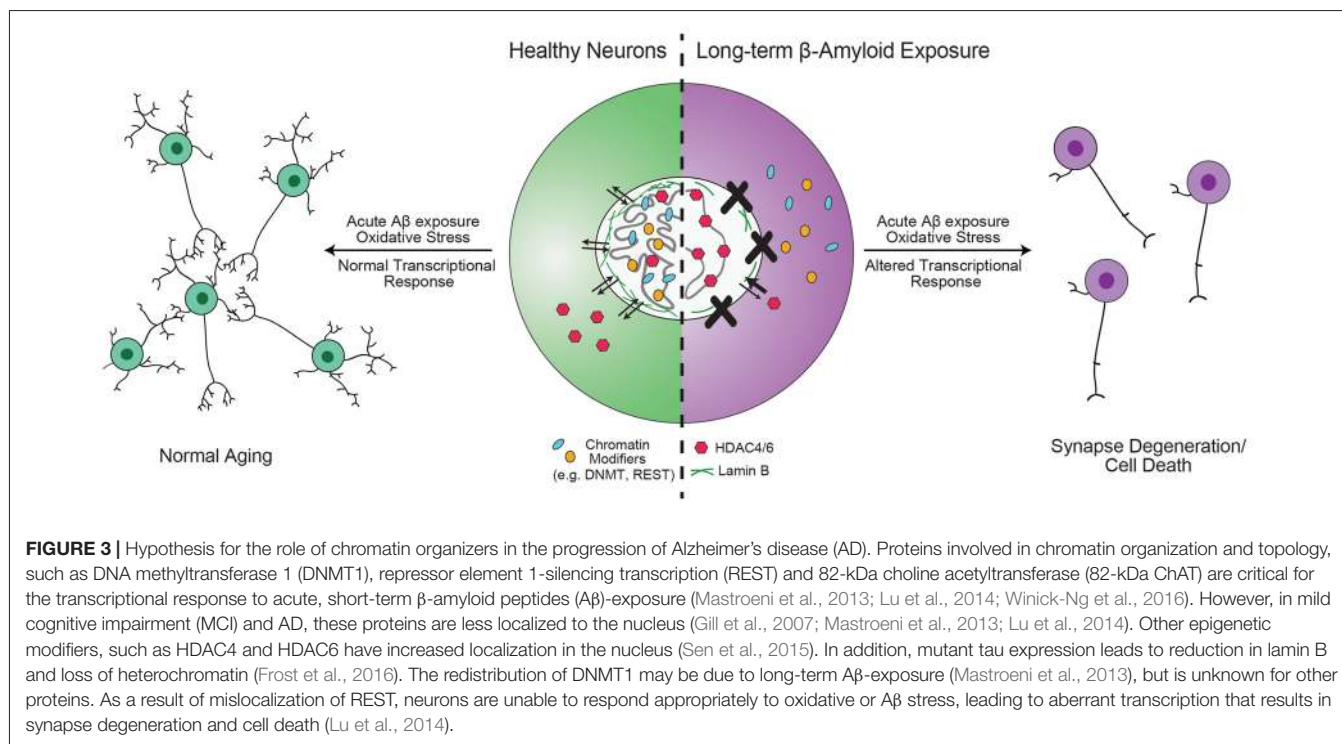 Healthy Neurons
Long-term β-Amyloid Exposure
Acute Aβ exposure
Oxidative Stress
Normal Transcriptional
Response
Acute Aβ exposure
Oxidative Stress
Altered Transcriptional
Response
Normal Aging
Chromatin
Modifiers
(e.g. DNMT, REST)
HDAC4/6
Lamin B
Synapse Degeneration/
Cell Death
FIGURE 3 | Hypothesis for the role of chromatin organizers in the progression of Alzheimer's disease (AD). Proteins involved in chromatin organization and topology,
such as DNA methyltransferase 1 (DNMT1), repressor element 1-silencing transcription (REST) and 82-kDa choline acetyltransferase (82-kDa ChAT) are critical for
the transcriptional response to acute, short-term β-amyloid peptides (Aβ)-exposure (Mastroeni et al., 2013; Lu et al., 2014; Winick-Ng et al., 2016). However, in mild
cognitive impairment (MCI) and AD, these proteins are less localized to the nucleus (Gill et al., 2007; Mastroeni et al., 2013; Lu et al., 2014). Other epigenetic
modifiers, such as HDAC4 and HDAC6 have increased localization in the nucleus (Sen et al., 2015). In addition, mutant tau expression leads to reduction in lamin B
and loss of heterochromatin (Frost et al., 2016). The redistribution of DNMT1 may be due to long-term Aβ-exposure (Mastroeni et al., 2013), but is unknown for other
proteins. As a result of mislocalization of REST, neurons are unable to respond appropriately to oxidative or Aβ stress, leading to aberrant transcription that results in
synapse degeneration and cell death (Lu et al., 2014).